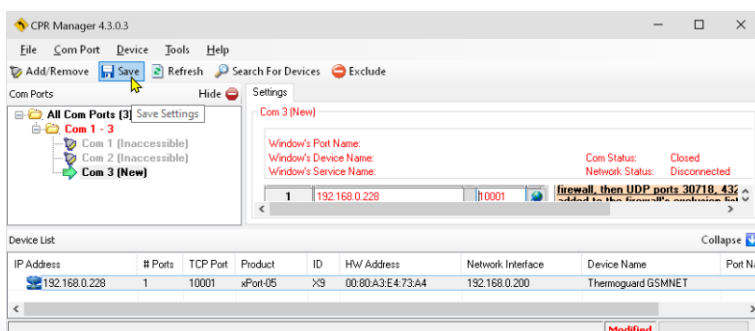 CPR Manager 4.3.0.3
File Com Port Device Tools Help
Add/Remove Save Refresh Search For Devices Exclude
Com Ports Hide Settings
All Com Ports (3) Save Settings
Com 1 - 3
Com 1 (Inaccessible)
Com 2 (Inaccessible)
Com 3 (New)
Com 3 (New)
Window's Port Name:
Window's Device Name: Com Status: Closed
Window's Service Name: Network Status: Disconnected
1 192.168.0.228 10001 firewall, then UDP ports 30718, 432
added to the firewall's exclusion list
Device List Collapse
IP Address # Ports TCP Port Product ID HW Address Network Interface Device Name Port N
192.168.0.228 1 10001 xPort-05 X9 00:80:A3:E4:73:A4 192.168.0.200 Thermoguard GSMNET
Modified